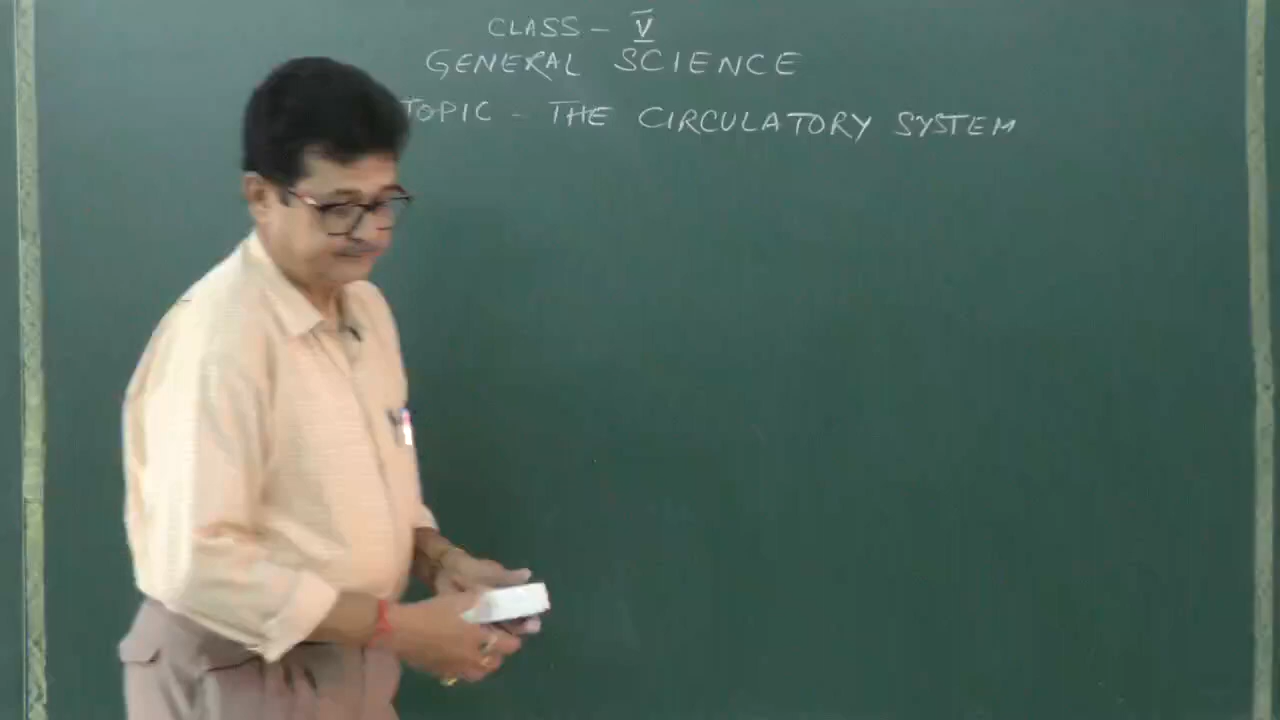 CLASS - V
GENERAL SCIENCE
TOPIC - THE CIRCULATORY SYSTEM